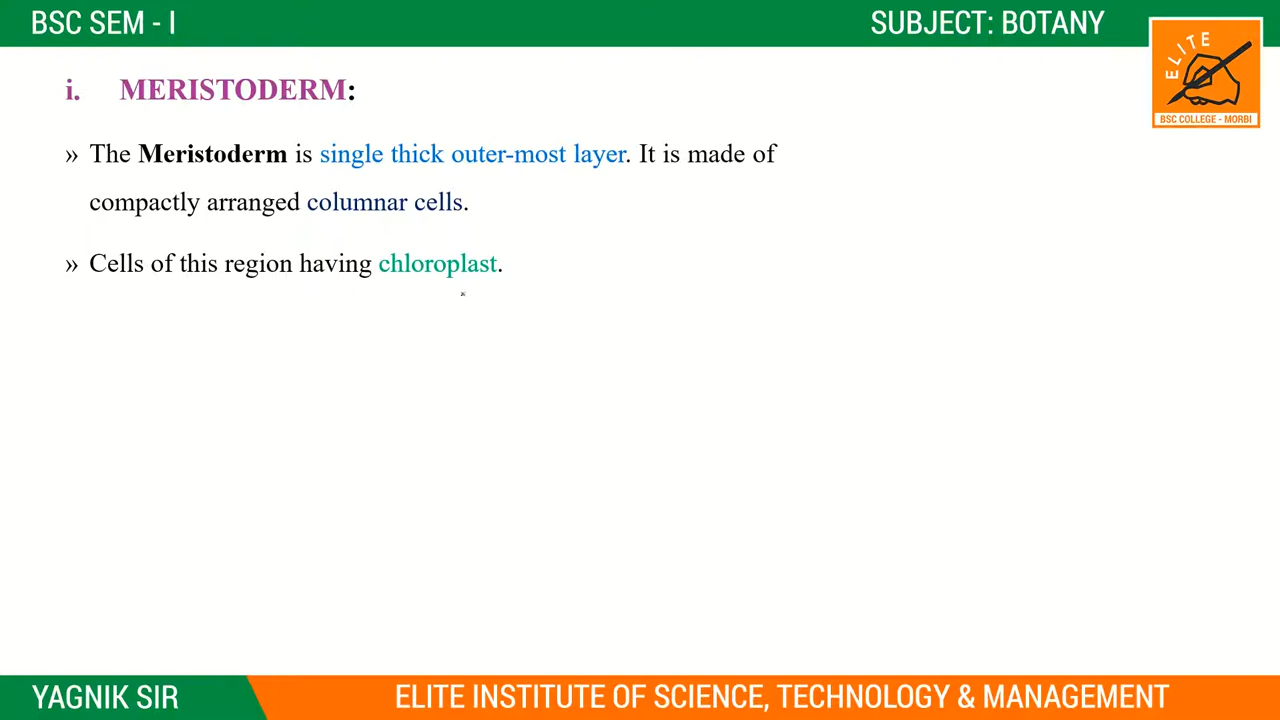 BSC SEM - I
SUBJECT: BOTANY
ELITE
BSC COLLEGE - MORBI
i. MERISTODERM:
» The Meristoderm is single thick outer-most layer. It is made of
compactly arranged columnar cells.
» Cells of this region having chloroplast.
YAGNIK SIR
ELITE INSTITUTE OF SCIENCE, TECHNOLOGY & MANAGEMENT